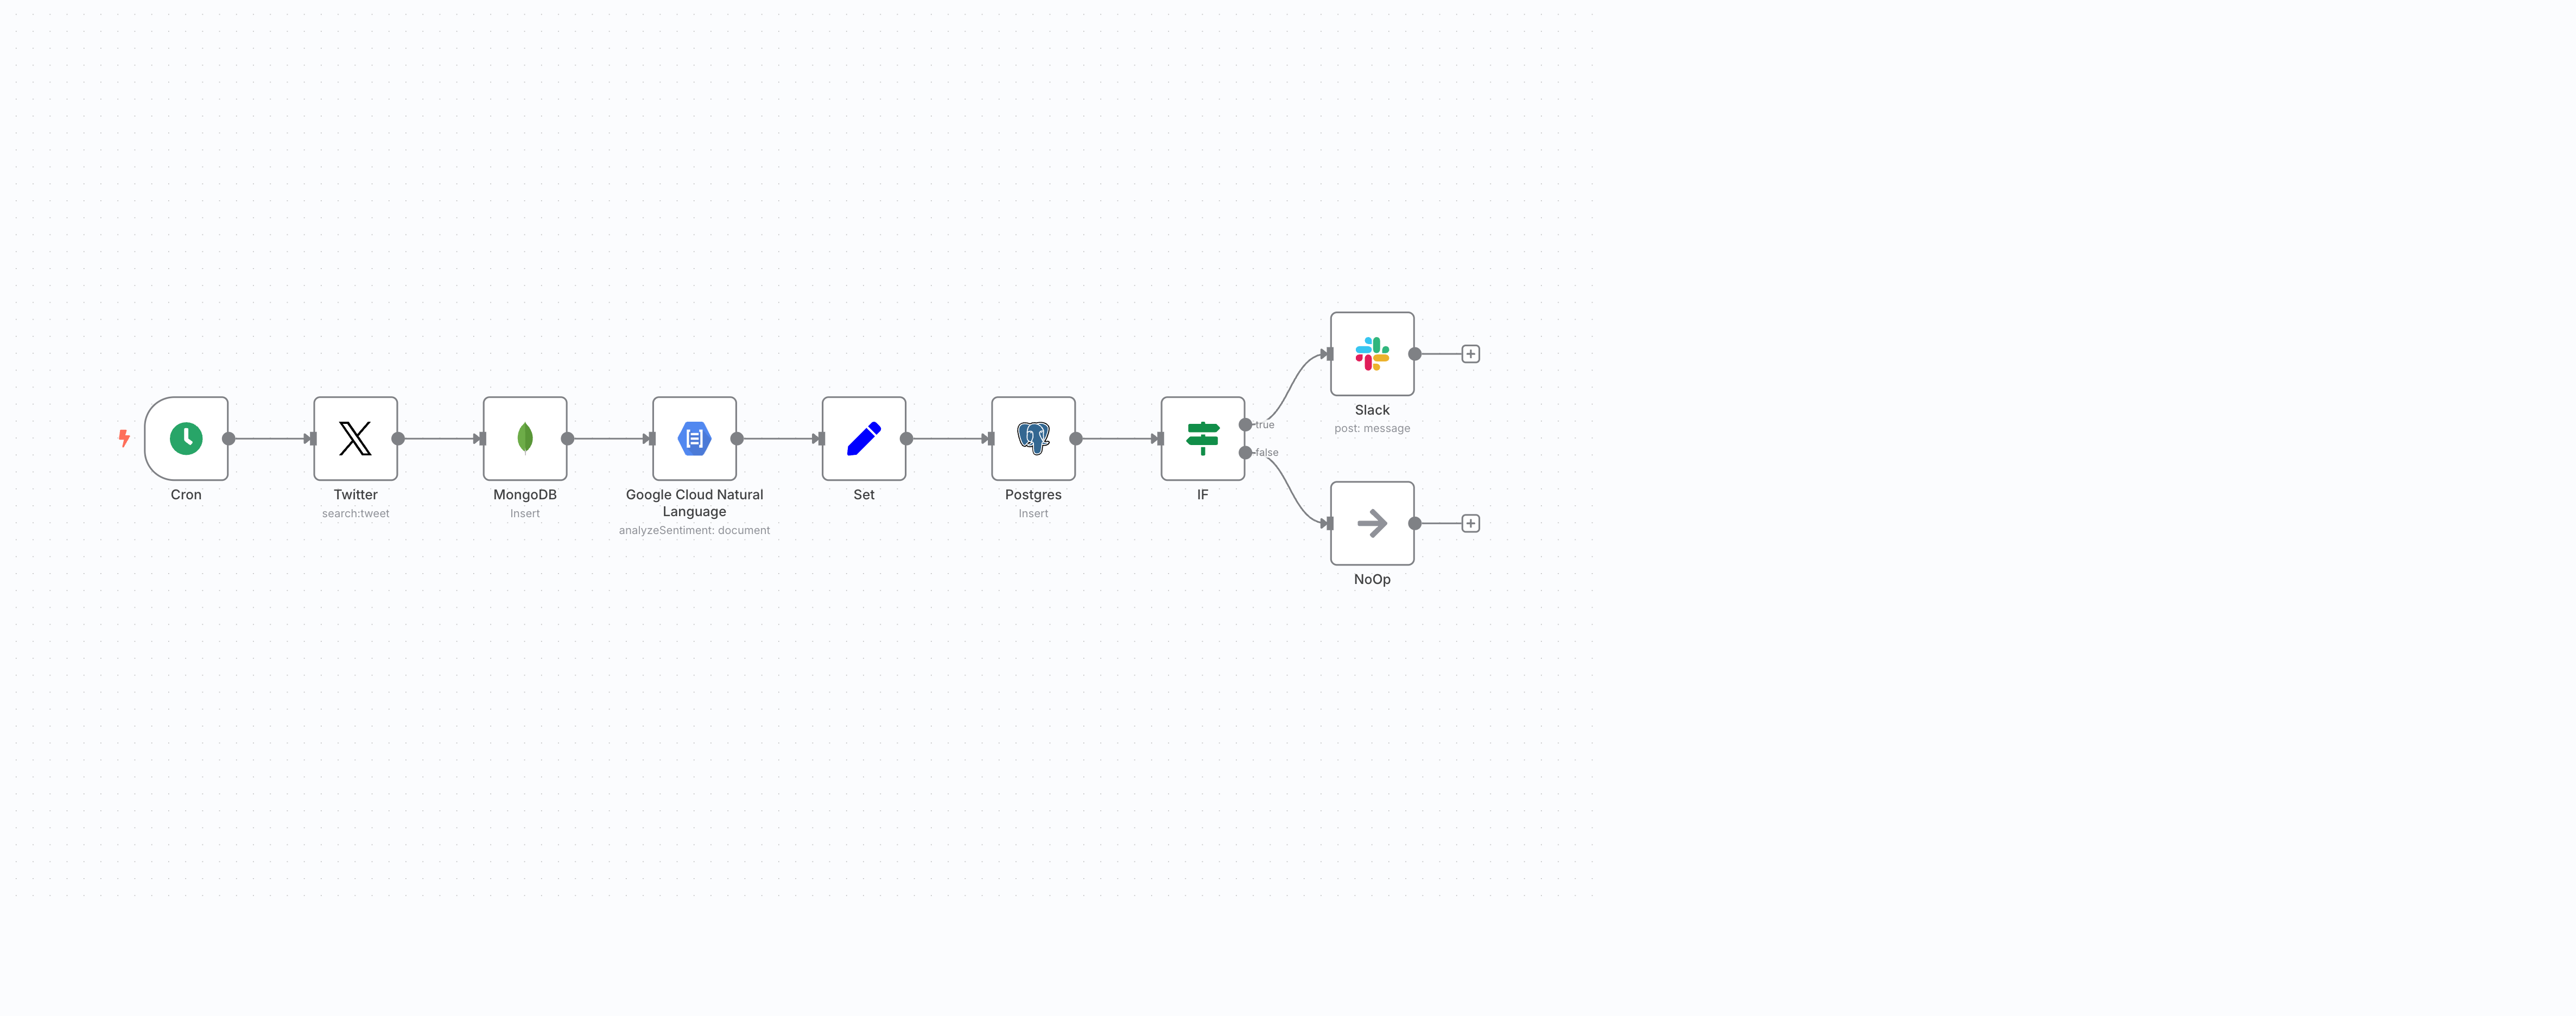 Cron
Twitter
search:tweet
MongoDB
Insert
Google Cloud Natural
Language
analyzeSentiment: document
Set
Postgres
Insert
IF
true
false
Slack
post: message
NoOp